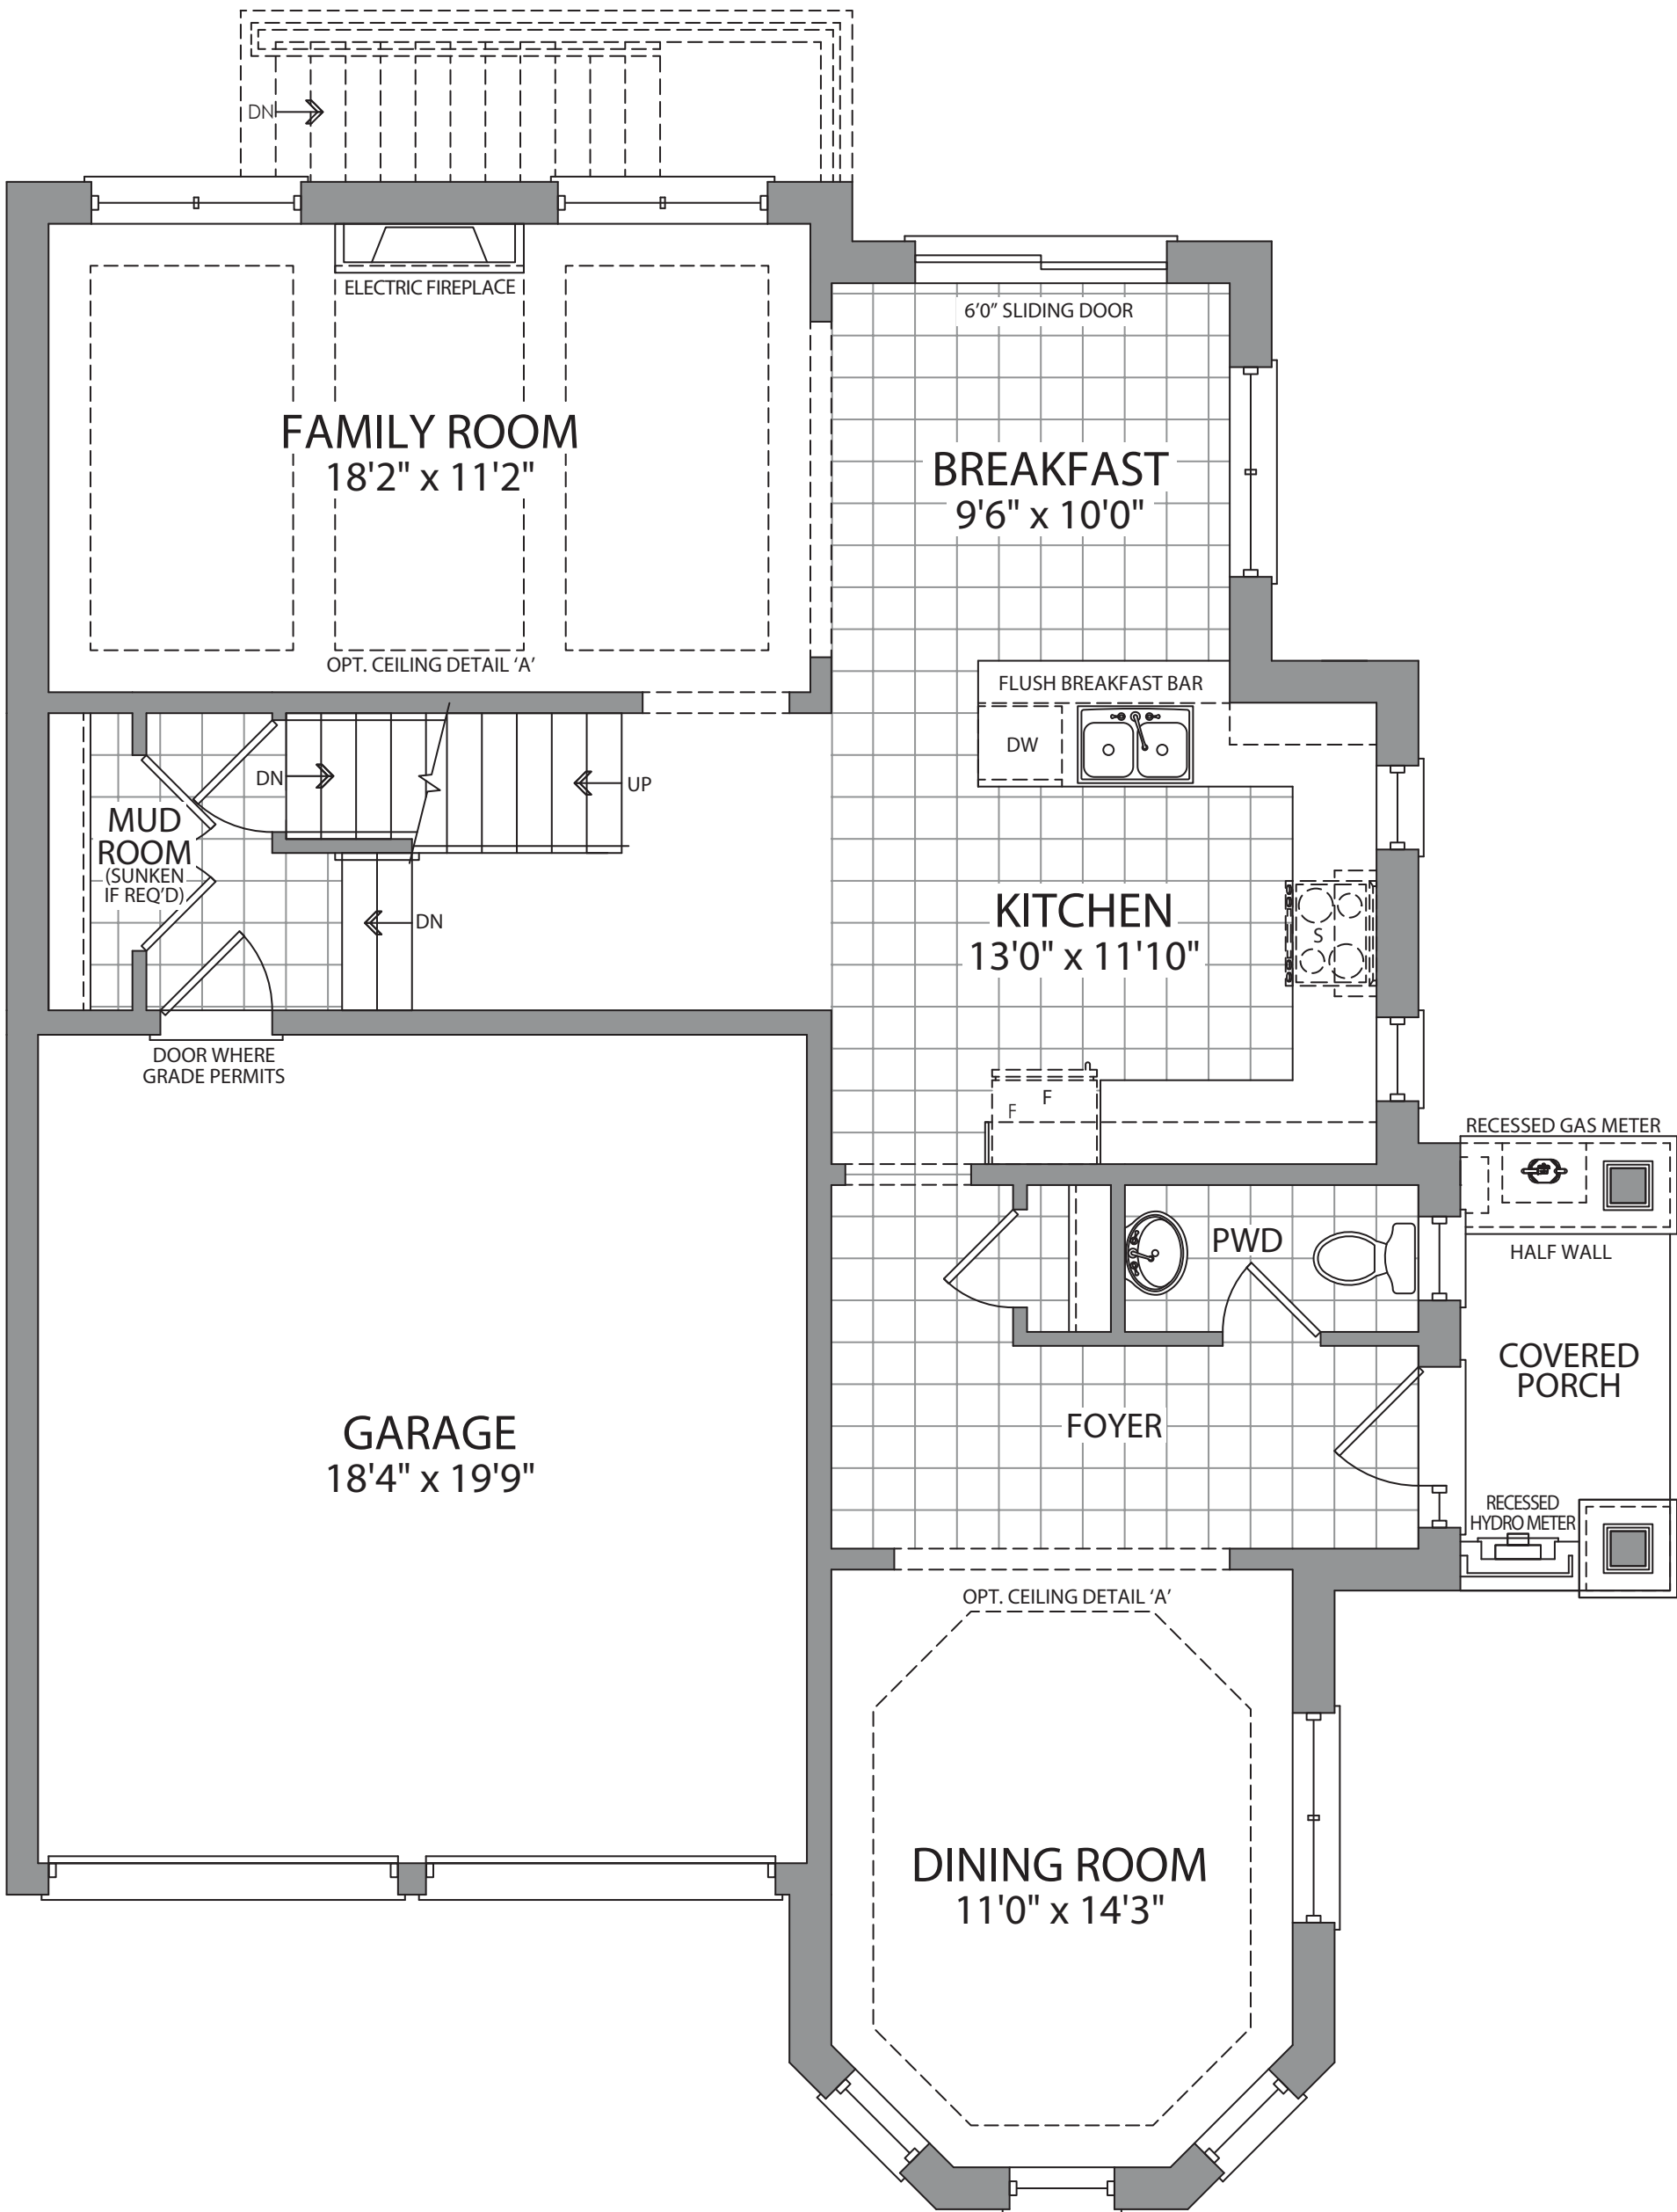 DN
ELECTRIC FIREPLACE
6'0” SLIDING DOOR
FAMILY ROOM
18'2" x 11'2"
BREAKFAST
9'6" x 10'0"
OPT. CEILING DETAIL ‘A’
FLUSH BREAKFAST BAR
DW
DN
UP
MUD
ROOM
(SUNKEN
IF REQ’D)
DN
KITCHEN
13'0" x 11'10"
S
DOOR WHERE
GRADE PERMITS
F
F
RECESSED GAS METER
PWD
HALF WALL
COVERED
PORCH
FOYER
GARAGE
18'4" x 19'9"
RECESSED
HYDRO METER
OPT. CEILING DETAIL ‘A’
DINING ROOM
11'0" x 14'3"